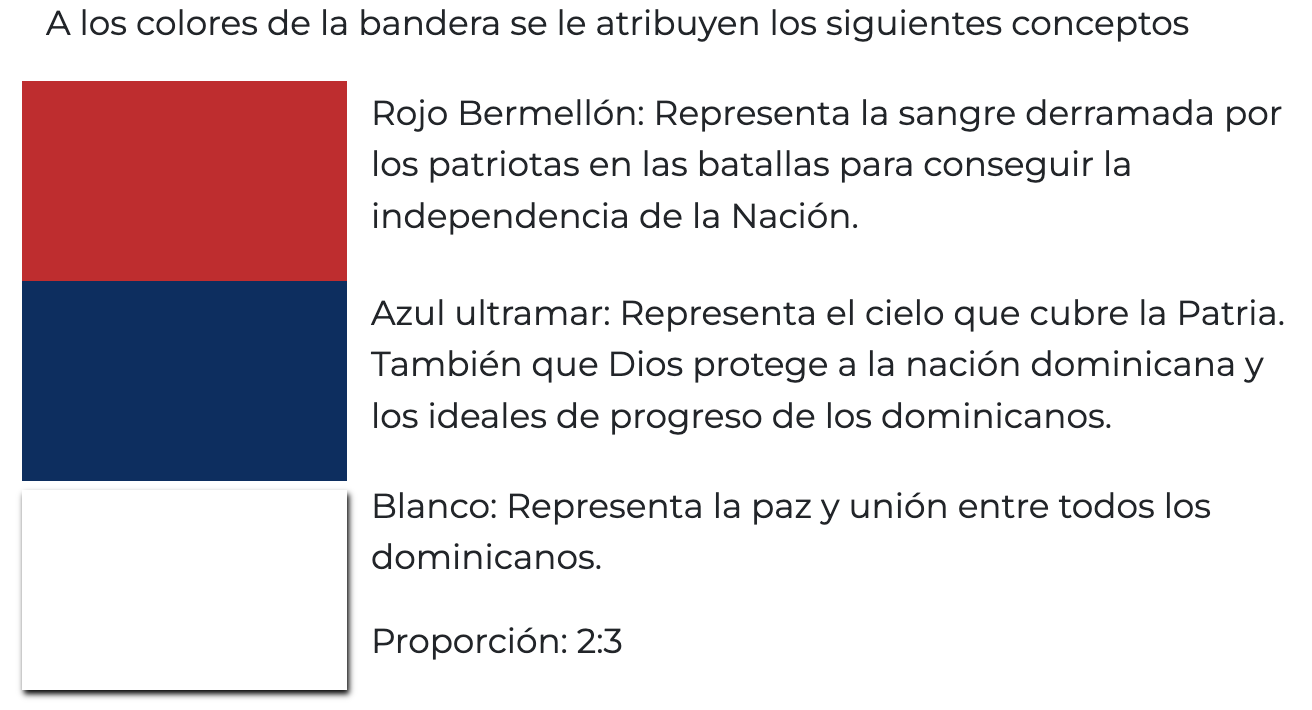 A los colores de la bandera se le atribuyen los siguientes conceptos
Rojo Bermellón: Representa la sangre derramada por
los patriotas en las batallas para conseguir la
independencia de la Nación.
Azul ultramar: Representa el cielo que cubre la Patria.
También que Dios protege a la nación dominicana y
los ideales de progreso de los dominicanos.
Blanco: Representa la paz y unión entre todos los
dominicanos.
Proporción: 2:3